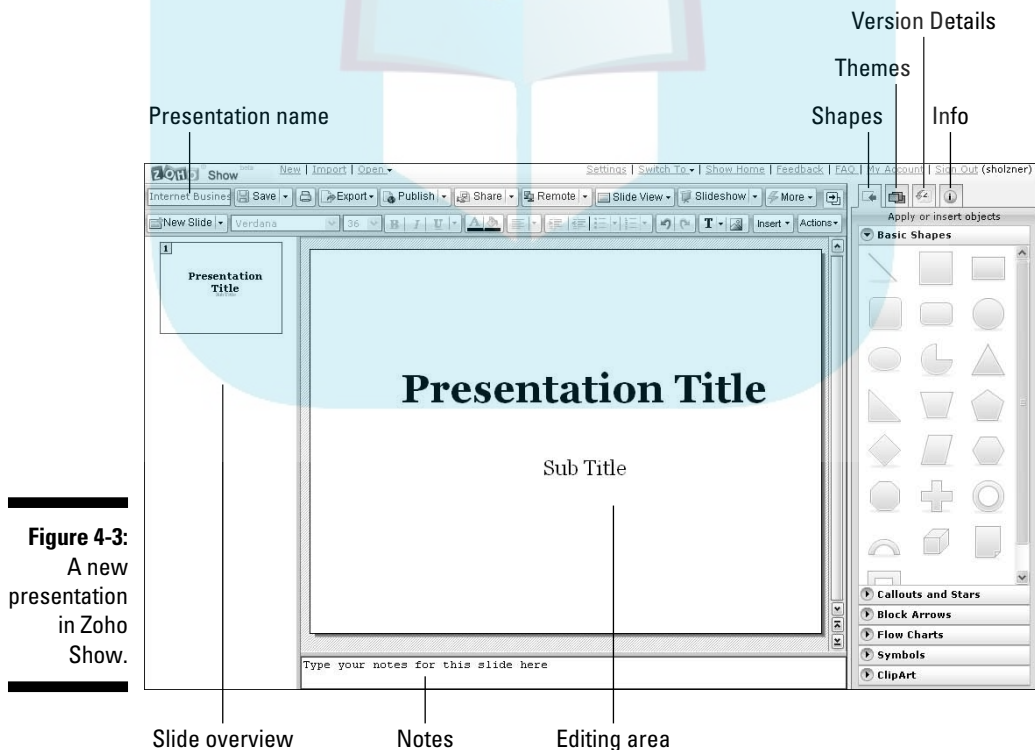 Version Details
Themes
Presentation name
Shapes
Info
ZOHO Show beta New | Import | Open Settings | Switch To | Show Home | Feedback | FAQ | My Account | Sign Out (sholzner)
Internet Busines Save Export Publish Share Remote Slide View Slideshow More
New Slide Verdana 36 B I U A T Insert Actions
Apply or insert objects
Basic Shapes
1
Presentation
Title
Sub Title
Presentation Title
Sub Title
Callouts and Stars
Block Arrows
Flow Charts
Symbols
ClipArt
Type your notes for this slide here
Figure 4-3:
A new
presentation
in Zoho
Show.
Slide overview
Notes
Editing area